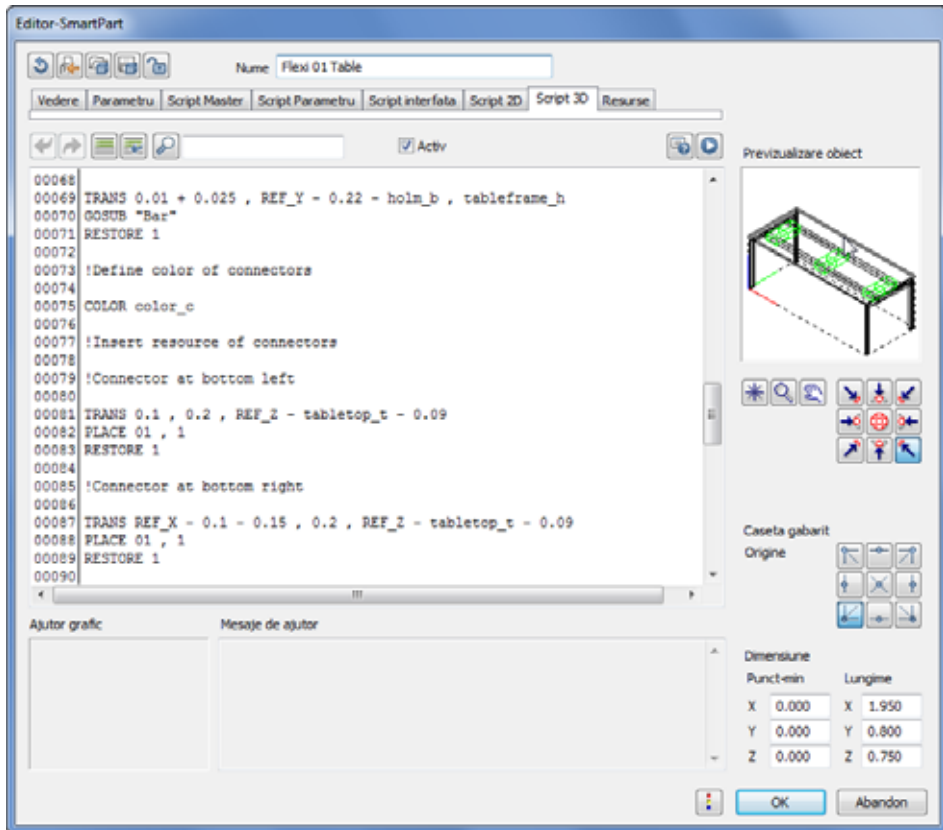 Editor-SmartPart
Nume Flexi 01 Table
Vedere Parametru Script Master Script Parametru Script interfata Script 2D Script 3D Resurse
Activ
Previzualizare obiect
00068
00069 TRANS 0.01 + 0.025 , REF_Y - 0.22 - holm_b , tableframe_h
00070 GOSUB "Bar"
00071 RESTORE 1
00072
00073 !Define color of connectors
00074
00075 COLOR color_c
00076
00077 !Insert resource of connectors
00078
00079 !Connector at bottom left
00080
00081 TRANS 0.1 , 0.2 , REF_Z - tabletop_t - 0.09
00082 PLACE 01 , 1
00083 RESTORE 1
00084
00085 !Connector at bottom right
00086
00087 TRANS REF_X - 0.1 - 0.15 , 0.2 , REF_Z - tabletop_t - 0.09
00088 PLACE 01 , 1
00089 RESTORE 1
00090
Caseta gabarit
Origine
Ajutor grafic Mesaje de ajutor
Dimensiune
Punct-min Lungime
X 0.000 X 1.950
Y 0.000 Y 0.800
Z 0.000 Z 0.750
OK Abandon